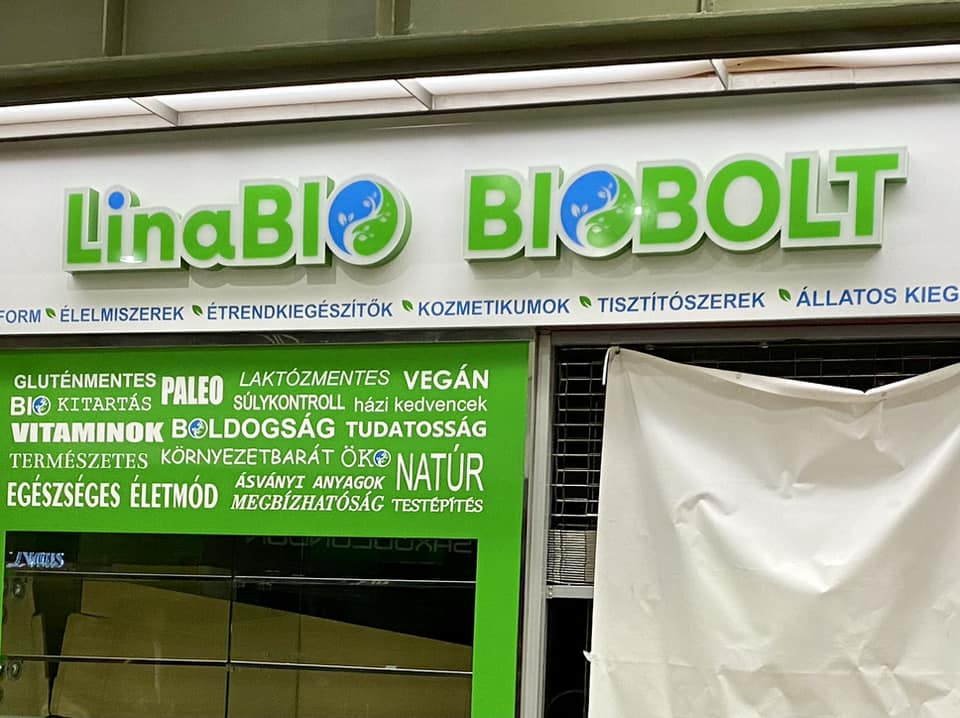 LinaBIO BIOBOLT
FORM ÉLELMISZEREK ÉTRENDKIEGÉSZÍTŐK KOZMETIKUMOK TISZTÍTÓSZEREK ÁLLATOS KIEG
GLUTÉNMENTES PALEO LAKTÓZMENTES VEGÁN
BIO KITARTÁS SÚLYKONTROLL házi kedvencek
VITAMINOK BOLDOGSÁG TUDATOSSÁG
TERMÉSZETES KÖRNYEZETBARÁT ÖKO NATÚR
EGÉSZSÉGES ÉLETMÓD ÁSVÁNYI ANYAGOK
MEGBÍZHATÓSÁG TESTÉPÍTÉS